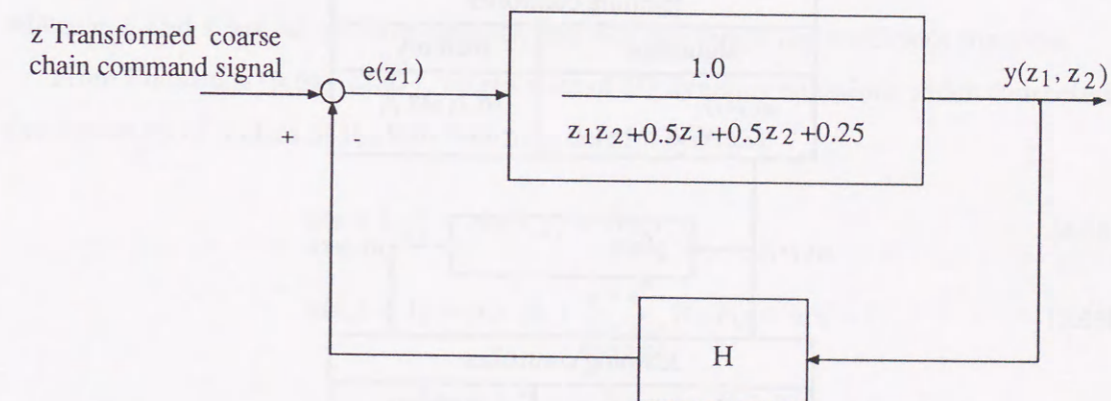 z Transformed coarse
chain command signal
e(z₁)
1.0
z₁z₂+0.5z₁+0.5z₂+0.25
y(z₁, z₂)
+ -
H